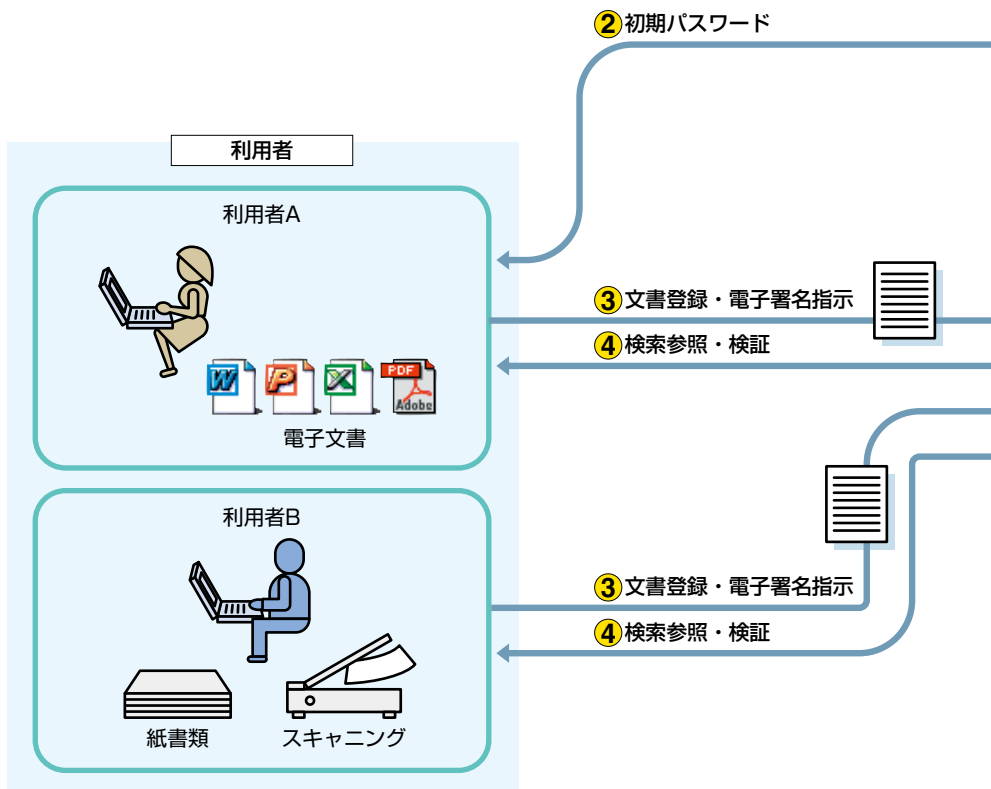 ②初期パスワード
利用者
利用者A
③文書登録・電子署名指示
④検索参照・検証
W
P
X
PDF
Adobe
電子文書
利用者B
③文書登録・電子署名指示
④検索参照・検証
紙書類
スキャニング